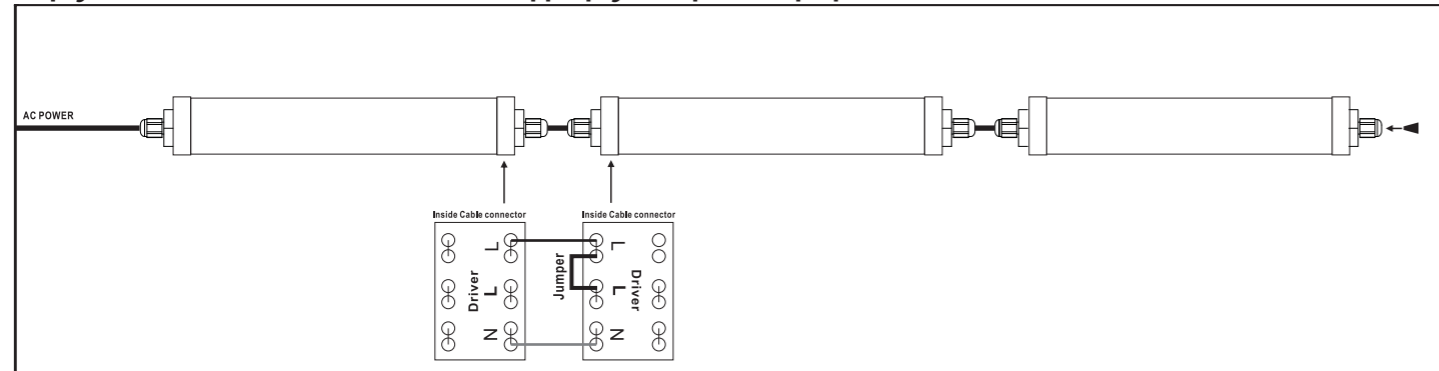 AC POWER
Inside Cable connector
Inside Cable connector
L
Driver
L
N
Jumper
L
Driver
L
N